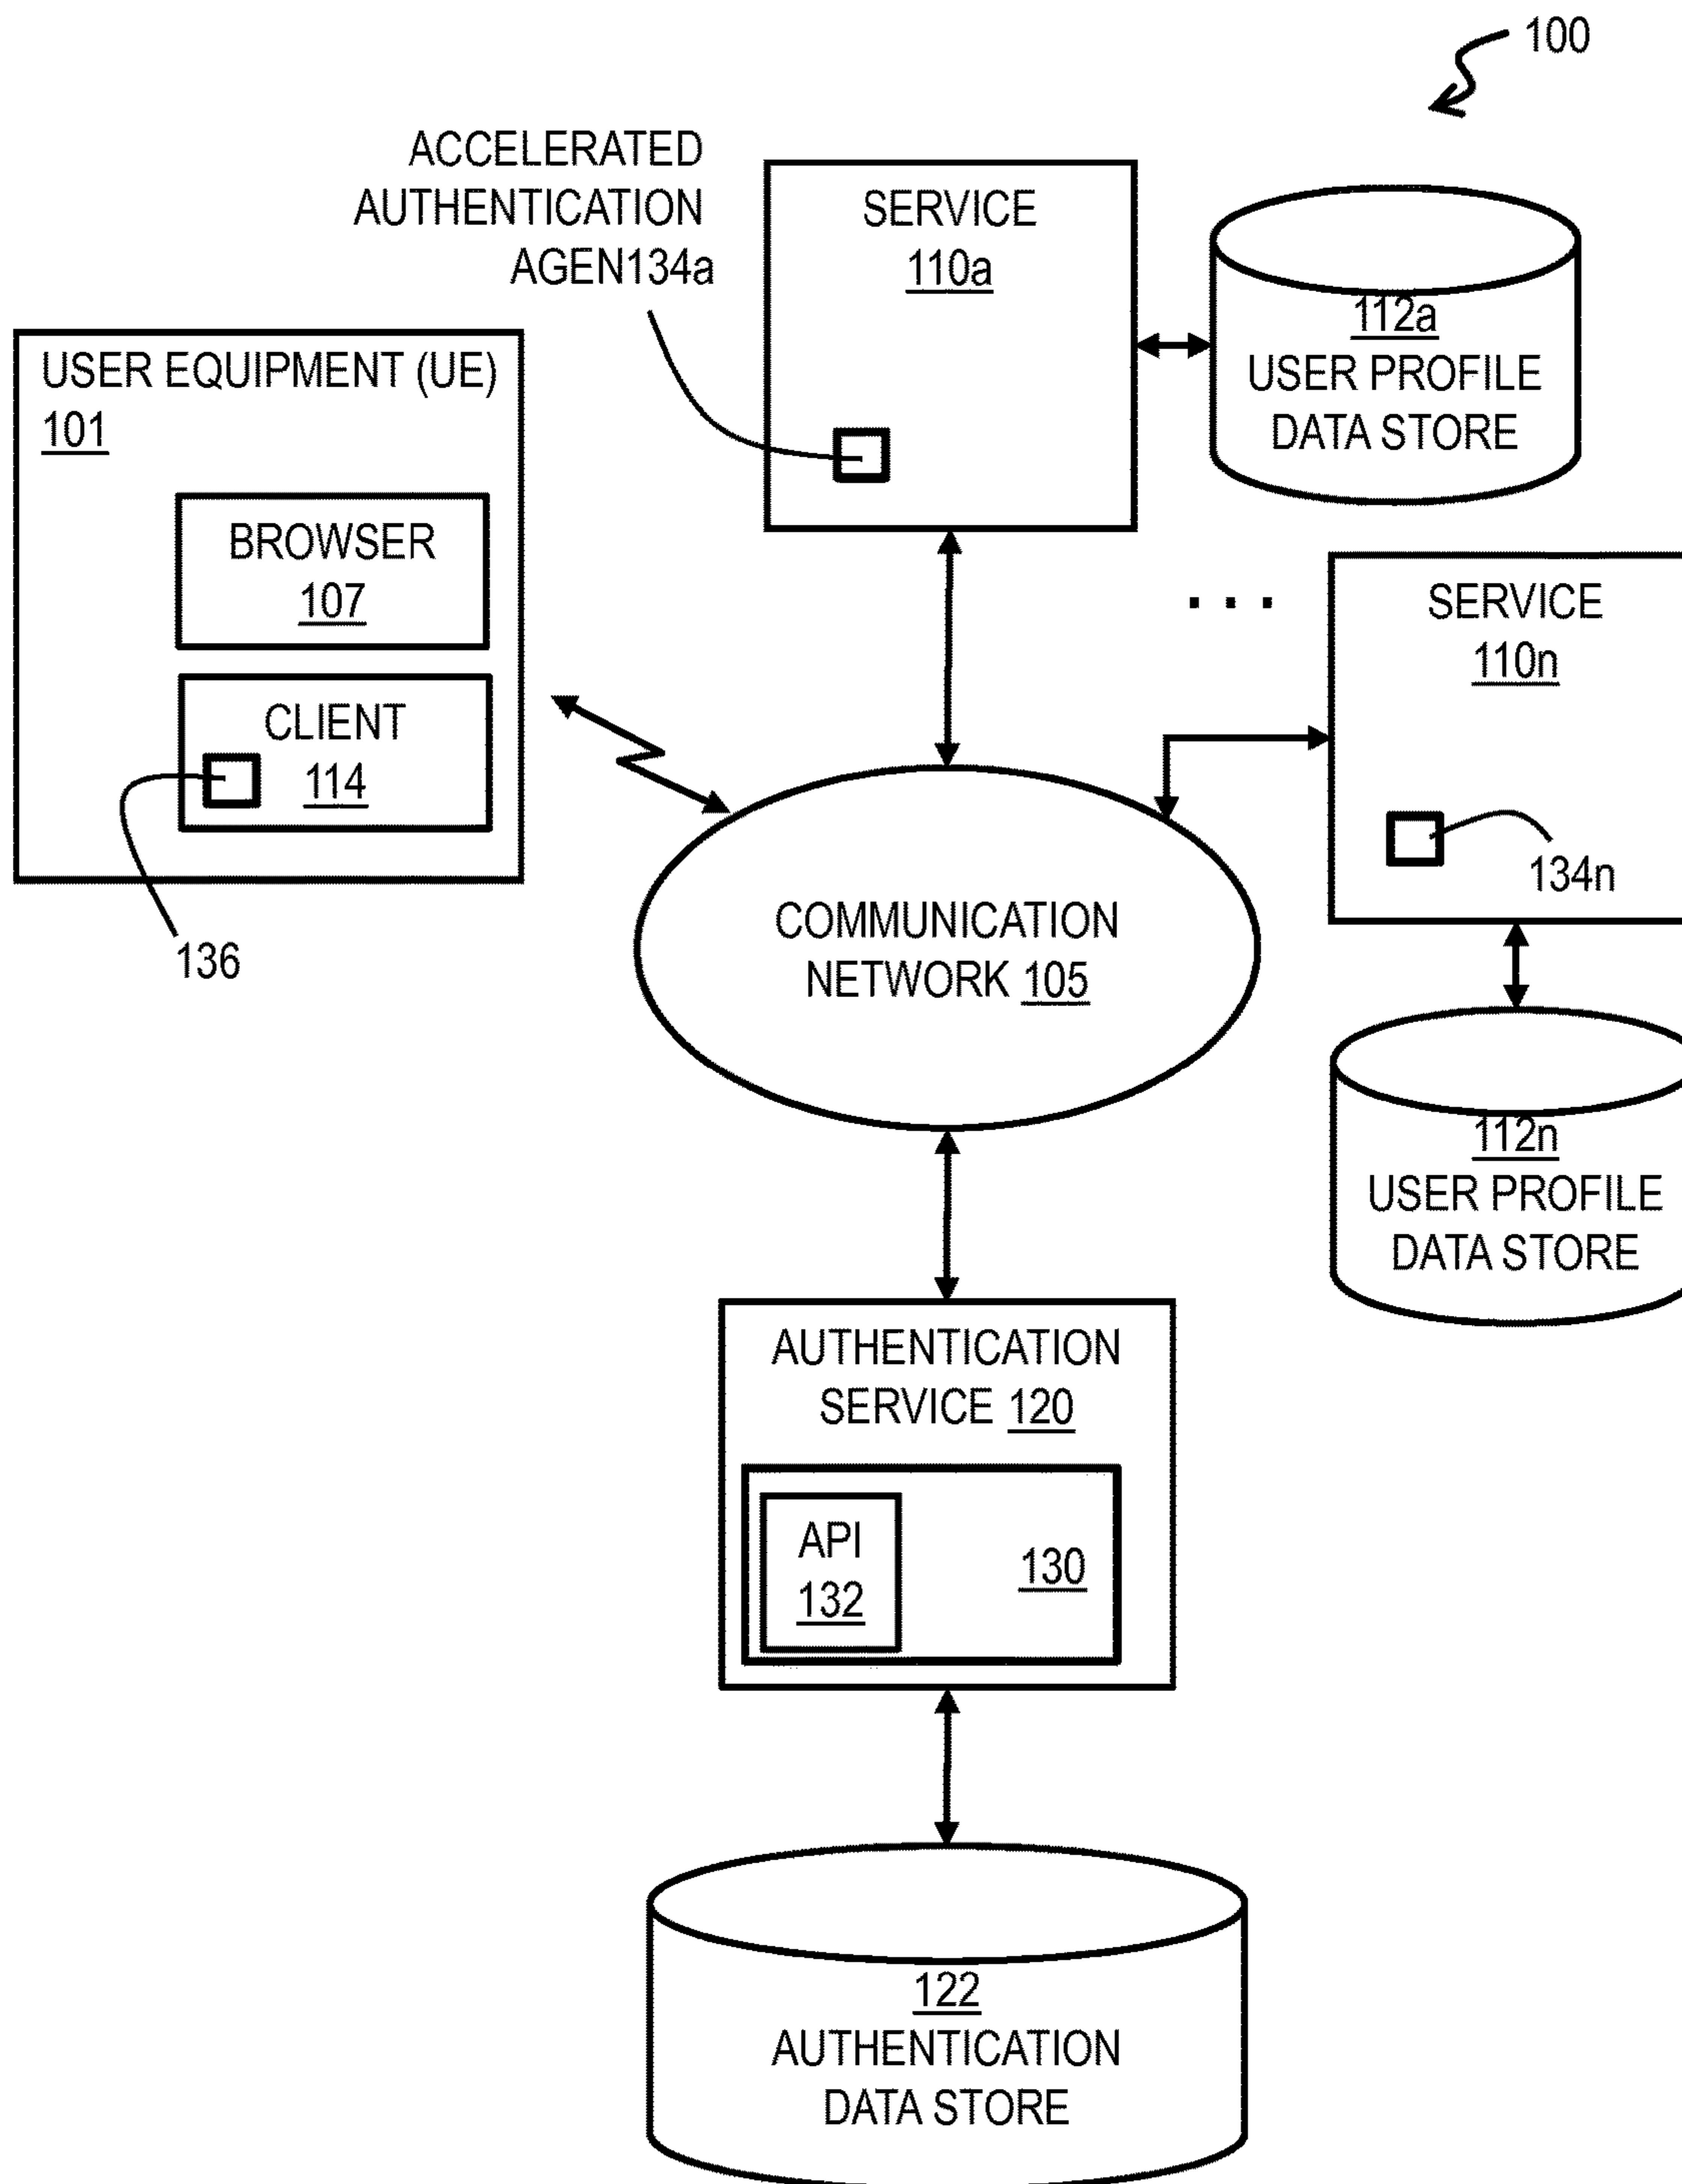 100
ACCELERATED
AUTHENTICATION
AGEN134a
SERVICE
110a
112a
USER PROFILE
DATA STORE
USER EQUIPMENT (UE)
101
BROWSER
107
CLIENT
114
136
. . .
SERVICE
110n
134n
COMMUNICATION
NETWORK 105
112n
USER PROFILE
DATA STORE
AUTHENTICATION
SERVICE 120
API
132
130
122
AUTHENTICATION
DATA STORE